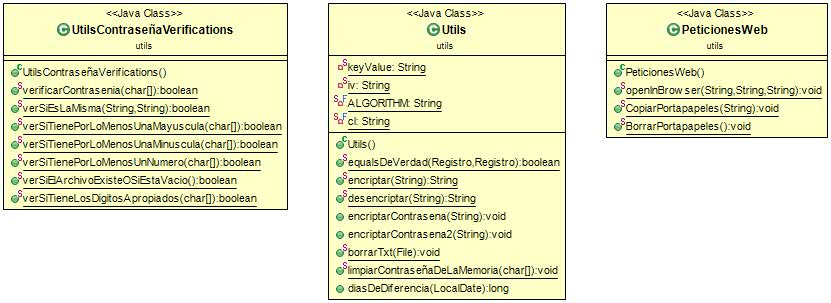 <<Java Class>>
UtilsContraseñaVerifications
utils
UtilsContraseñaVerifications()
verificarContrasenia(char[]):boolean
verSiEsLaMisma(String,String):boolean
verSiTienePorLoMenosUnaMayuscula(char[]):boolean
verSiTienePorLoMenosUnaMinuscula(char[]):boolean
verSiTienePorLoMenosUnNumero(char[]):boolean
verSiElArchivoExisteOSiEstaVacio():boolean
verSiTieneLosDigitosApropiados(char[]):boolean
<<Java Class>>
Utils
utils
keyValue: String
iv: String
ALGORITHM: String
cI: String
Utils()
equalsDeVerdad(Registro,Registro):boolean
encriptar(String):String
desencriptar(String):String
encriptarContrasena(String):void
encriptarContrasena2(String):void
borrarTxt(File):void
limpiarContraseñaDeLaMemoria(char[]):void
diasDeDiferencia(LocalDate):long
<<Java Class>>
PeticionesWeb
utils
PeticionesWeb()
openInBrowser(String,String,String):void
CopiarPortapapeles(String):void
BorrarPortapapeles():void